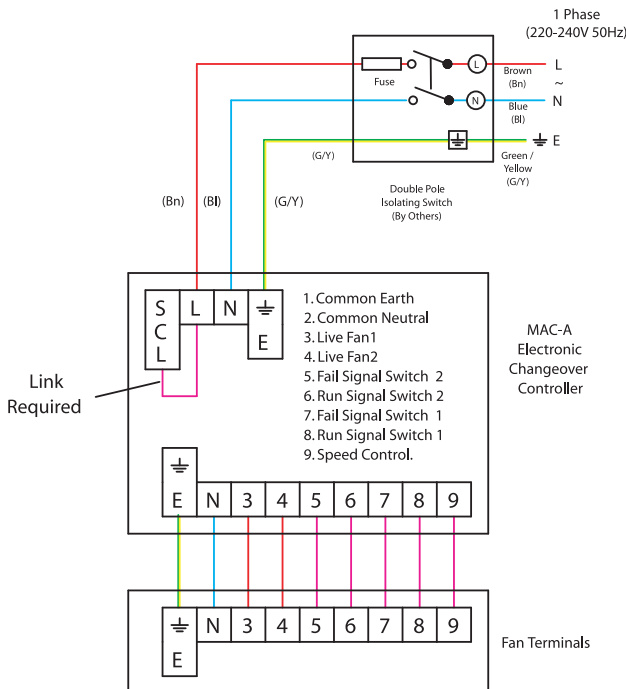 1 Phase
(220-240V 50Hz)
L
Fuse
L
Brown
(Bn)
~
N
N
Blue
(Bl)
E
(G/Y)
Green /
Yellow
(G/Y)
Double Pole
Isolating Switch
(By Others)
(Bn)
(Bl)
(G/Y)
S
C
L
L
N
E
1. Common Earth
2. Common Neutral
3. Live Fan1
4. Live Fan2
5. Fail Signal Switch 2
6. Run Signal Switch 2
7. Fail Signal Switch 1
8. Run Signal Switch 1
9. Speed Control.
MAC-A
Electronic
Changeover
Controller
Link
Required
E N 3 4 5 6 7 8 9
N 3 4 5 6 7 8 9
E
Fan Terminals